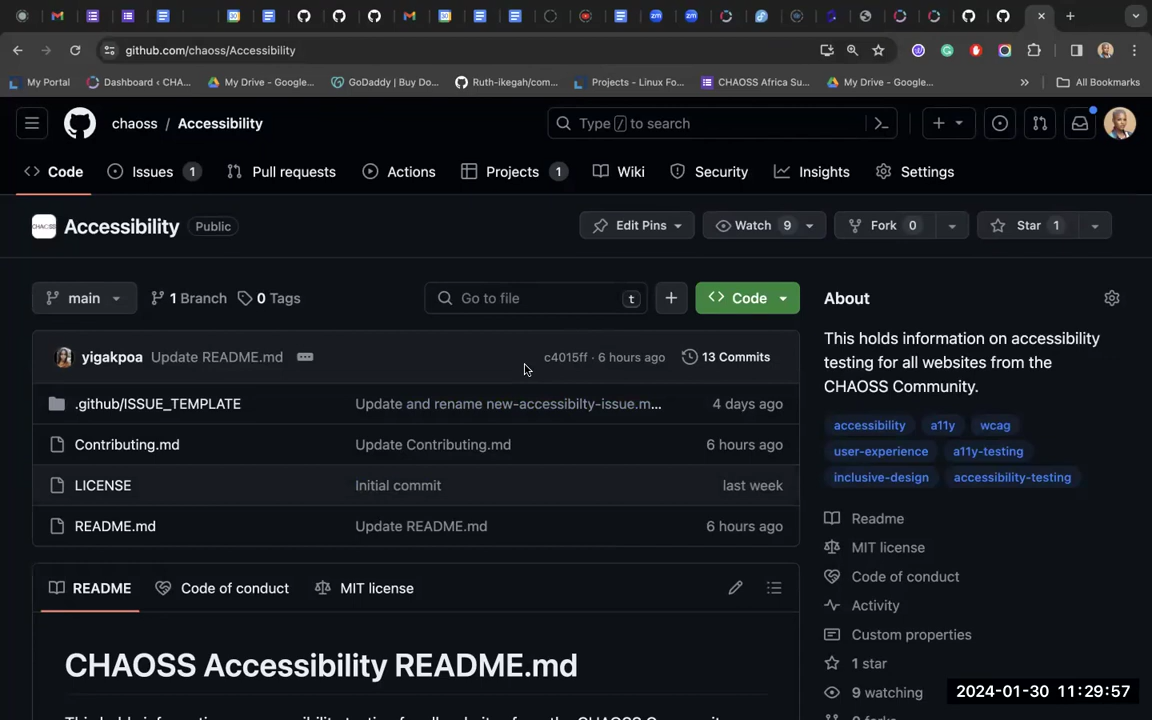 github.com/chaoss/Accessibility
My Portal
Dashboard ‹ CHA...
My Drive - Google...
GoDaddy | Buy Do...
Ruth-ikegah/com...
Projects - Linux Fo...
CHAOSS Africa Su...
My Drive - Google...
» All Bookmarks
chaoss / Accessibility
Type / to search
Code
Issues 1
Pull requests
Actions
Projects 1
Wiki
Security
Insights
Settings
Accessibility Public
Edit Pins
Watch 9
Fork 0
Star 1
main
1 Branch
0 Tags
Go to file t
+
Code
yigakpoa Update README.md
c4015ff · 6 hours ago
13 Commits
.github/ISSUE_TEMPLATE Update and rename new-accessibilty-issue.m... 4 days ago
Contributing.md Update Contributing.md 6 hours ago
LICENSE Initial commit last week
README.md Update README.md 6 hours ago
README
Code of conduct
MIT license
CHAOSS Accessibility README.md
About
This holds information on accessibility
testing for all websites from the
CHAOSS Community.
accessibility a11y wcag
user-experience a11y-testing
inclusive-design accessibility-testing
Readme
MIT license
Code of conduct
Activity
Custom properties
1 star
9 watching
2024-01-30 11:29:57